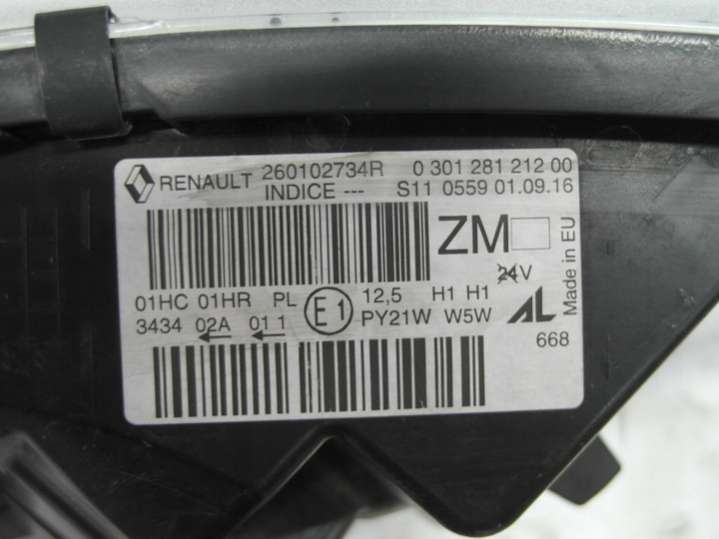 RENAULT 260102734R 0 301 281 212 00
INDICE --- S11 0559 01.09.16
ZM
24V
Made in EU
01HC 01HR PL E1 12,5 H1 H1
3434 02A 01 1 PY21W W5W AL
668